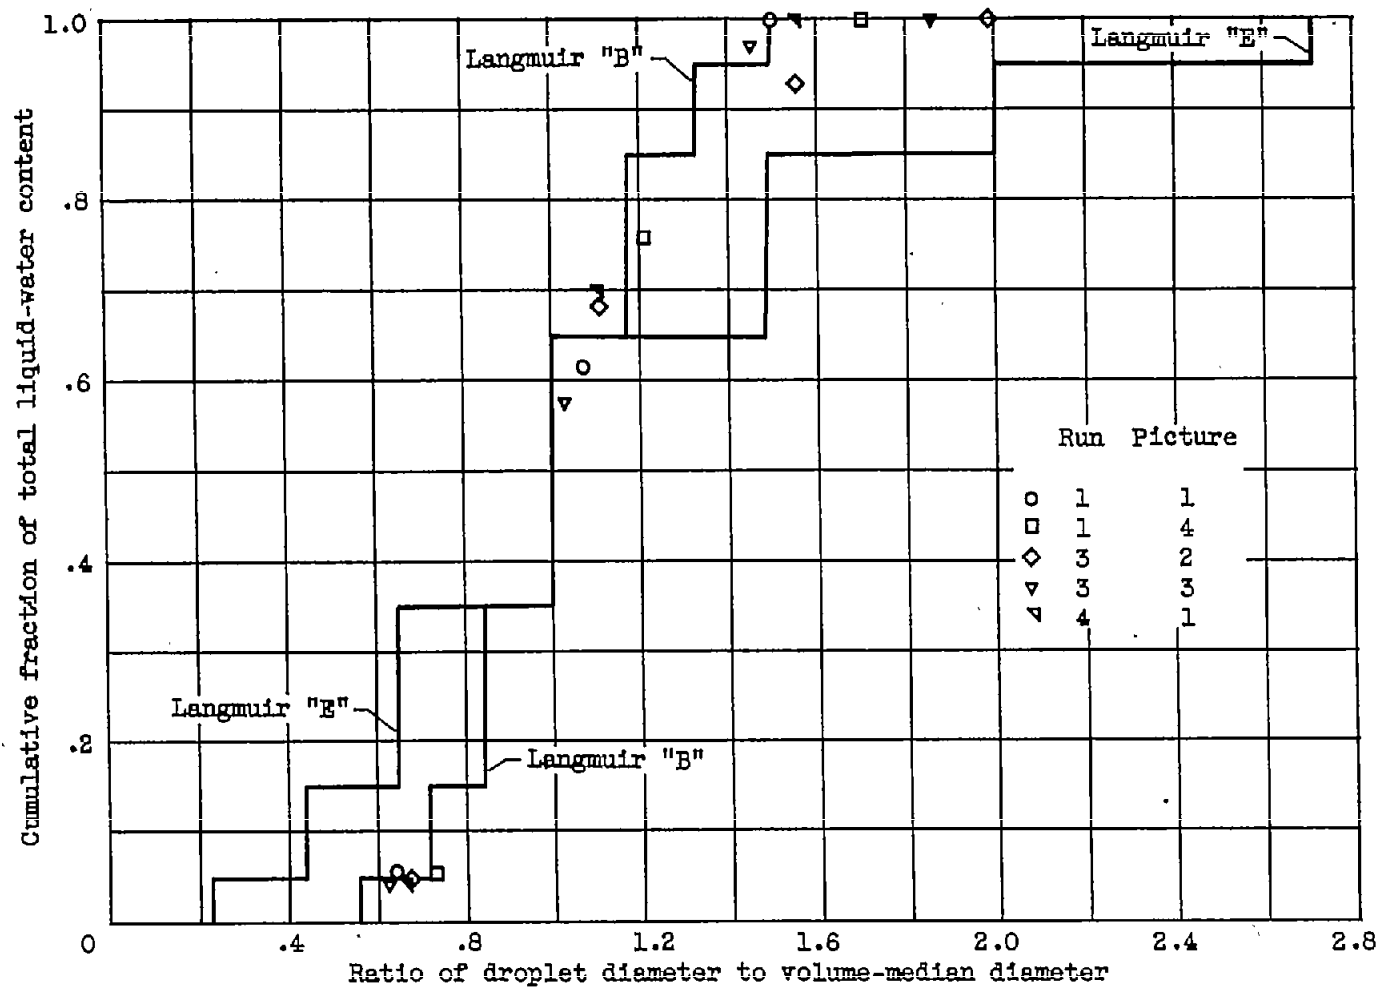 Cumulative fraction of total liquid-water content
1.0
.8
.6
.4
.2
0
Langmuir "B"
Langmuir "E"
Run Picture
1 1
1 4
3 2
3 3
4 1
Langmuir "E"
Langmuir "B"
.4 .8 1.2 1.6 2.0 2.4 2.8
Ratio of droplet diameter to volume-median diameter